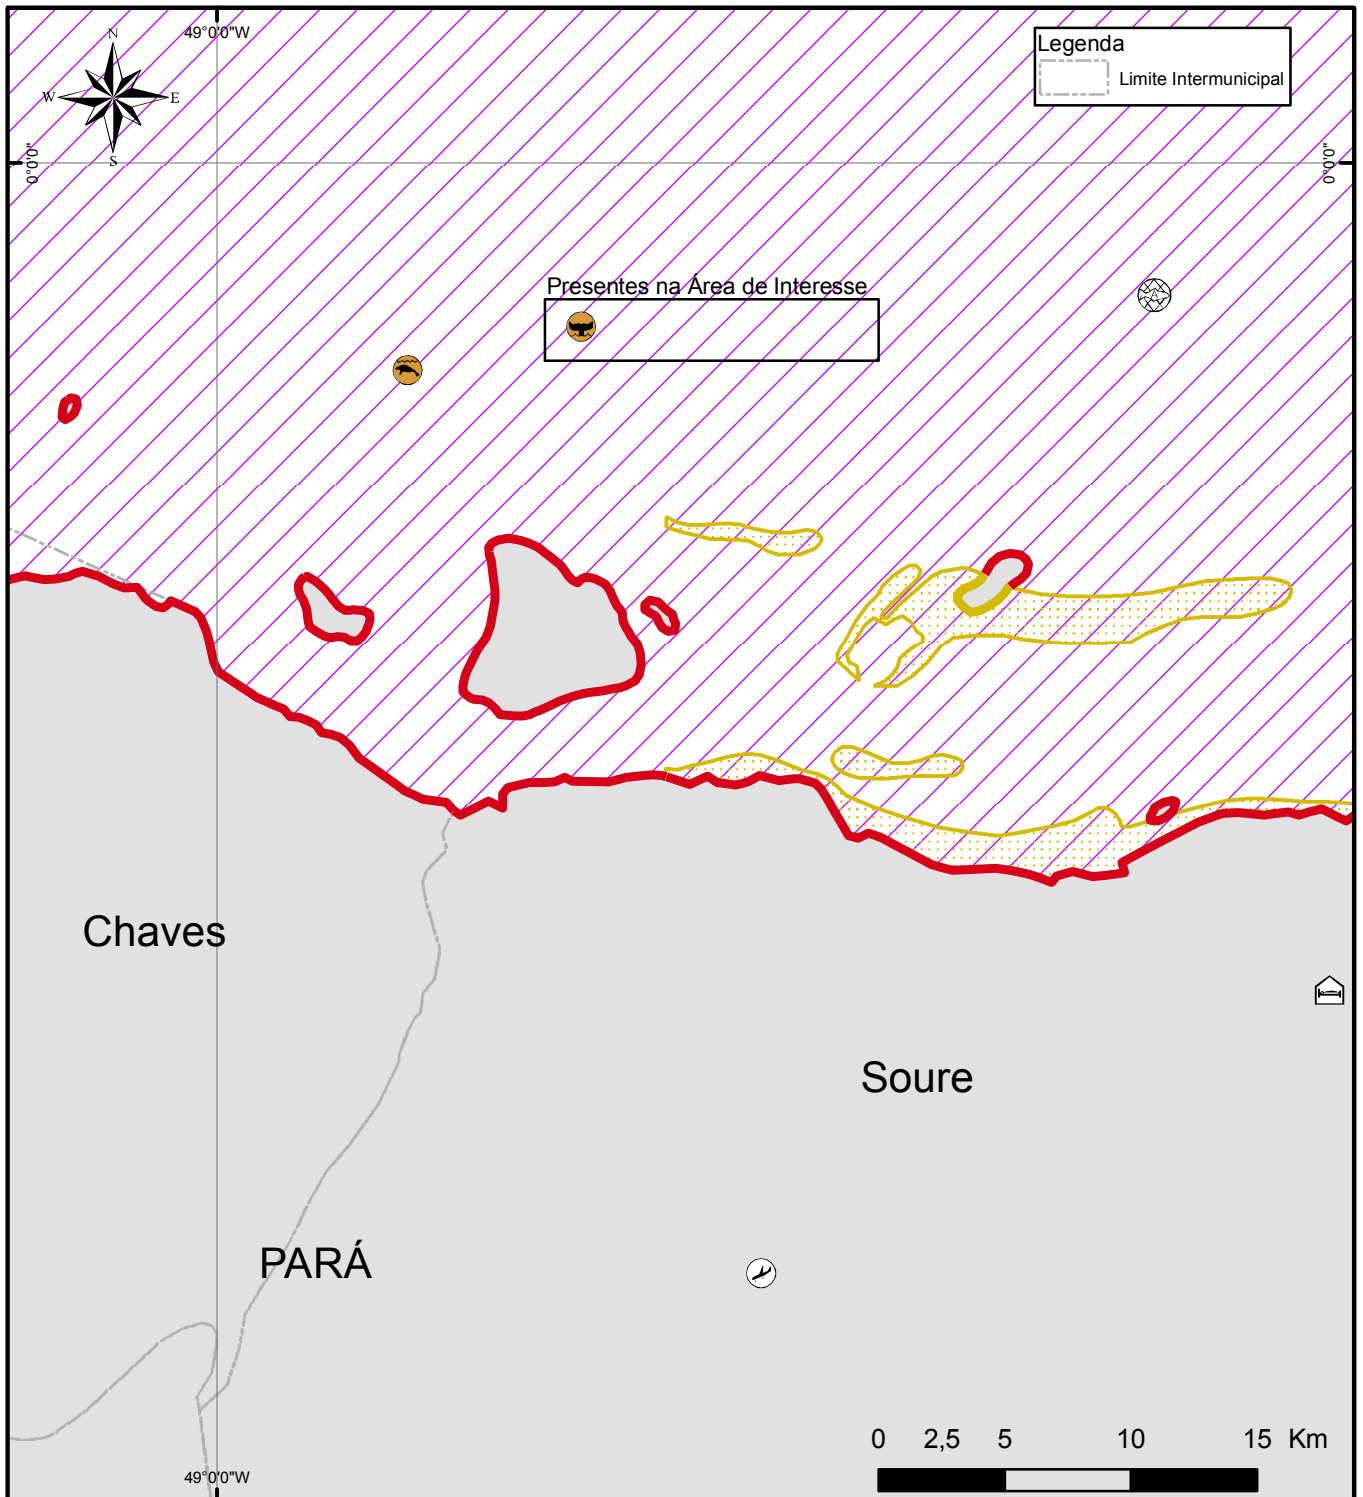 49°0'0"W
N
W E
S
Legenda
Limite Intermunicipal
0°0'0"
0°0'0"
Presentes na Área de Interesse
Chaves
Soure
PARÁ
0 2,5 5 10 15 Km
49°0'0"W